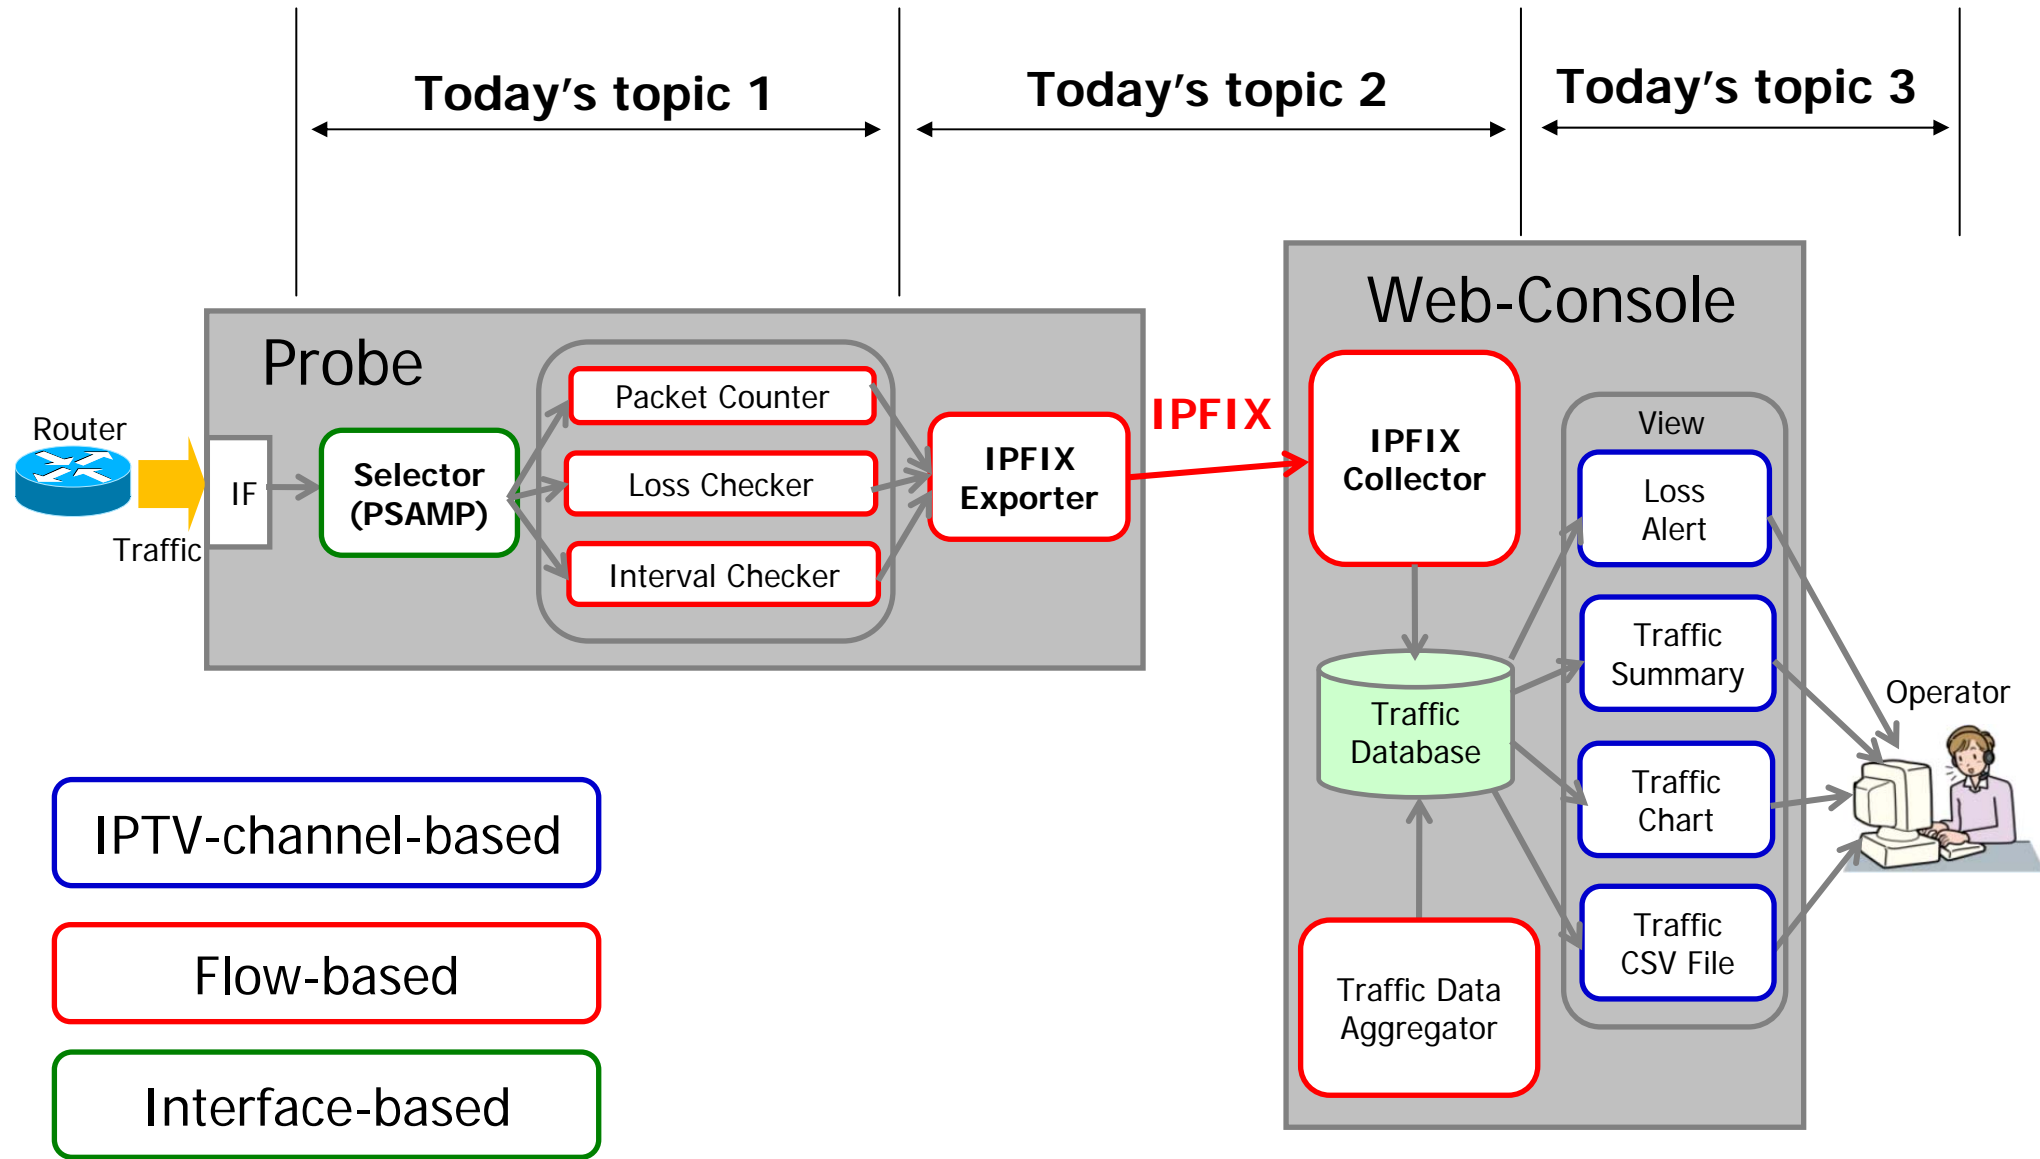 Today's topic 1
Today's topic 2
Today's topic 3
Probe
Router
Traffic
IF
Selector
(PSAMP)
Packet Counter
Loss Checker
Interval Checker
IPFIX
Exporter
IPFIX
Web-Console
IPFIX
Collector
Traffic
Database
Traffic Data
Aggregator
View
Loss
Alert
Traffic
Summary
Traffic
Chart
Traffic
CSV File
Operator
IPTV-channel-based
Flow-based
Interface-based